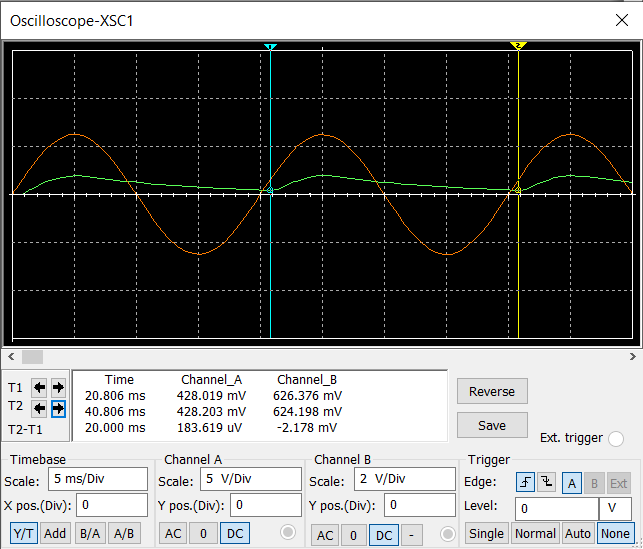 Oscilloscope-XSC1
1 2
T1
T2
T2-T1
Time Channel_A Channel_B
20.806 ms 428.019 mV 626.376 mV
40.806 ms 428.203 mV 624.198 mV
20.000 ms 183.619 uV -2.178 mV
Reverse
Save
Ext. trigger
Timebase
Scale: 5 ms/Div
X pos.(Div): 0
Y/T Add B/A A/B
Channel A
Scale: 5 V/Div
Y pos.(Div): 0
AC 0 DC
Channel B
Scale: 2 V/Div
Y pos.(Div): 0
AC 0 DC -
Trigger
Edge: A B Ext
Level: 0 V
Single Normal Auto None